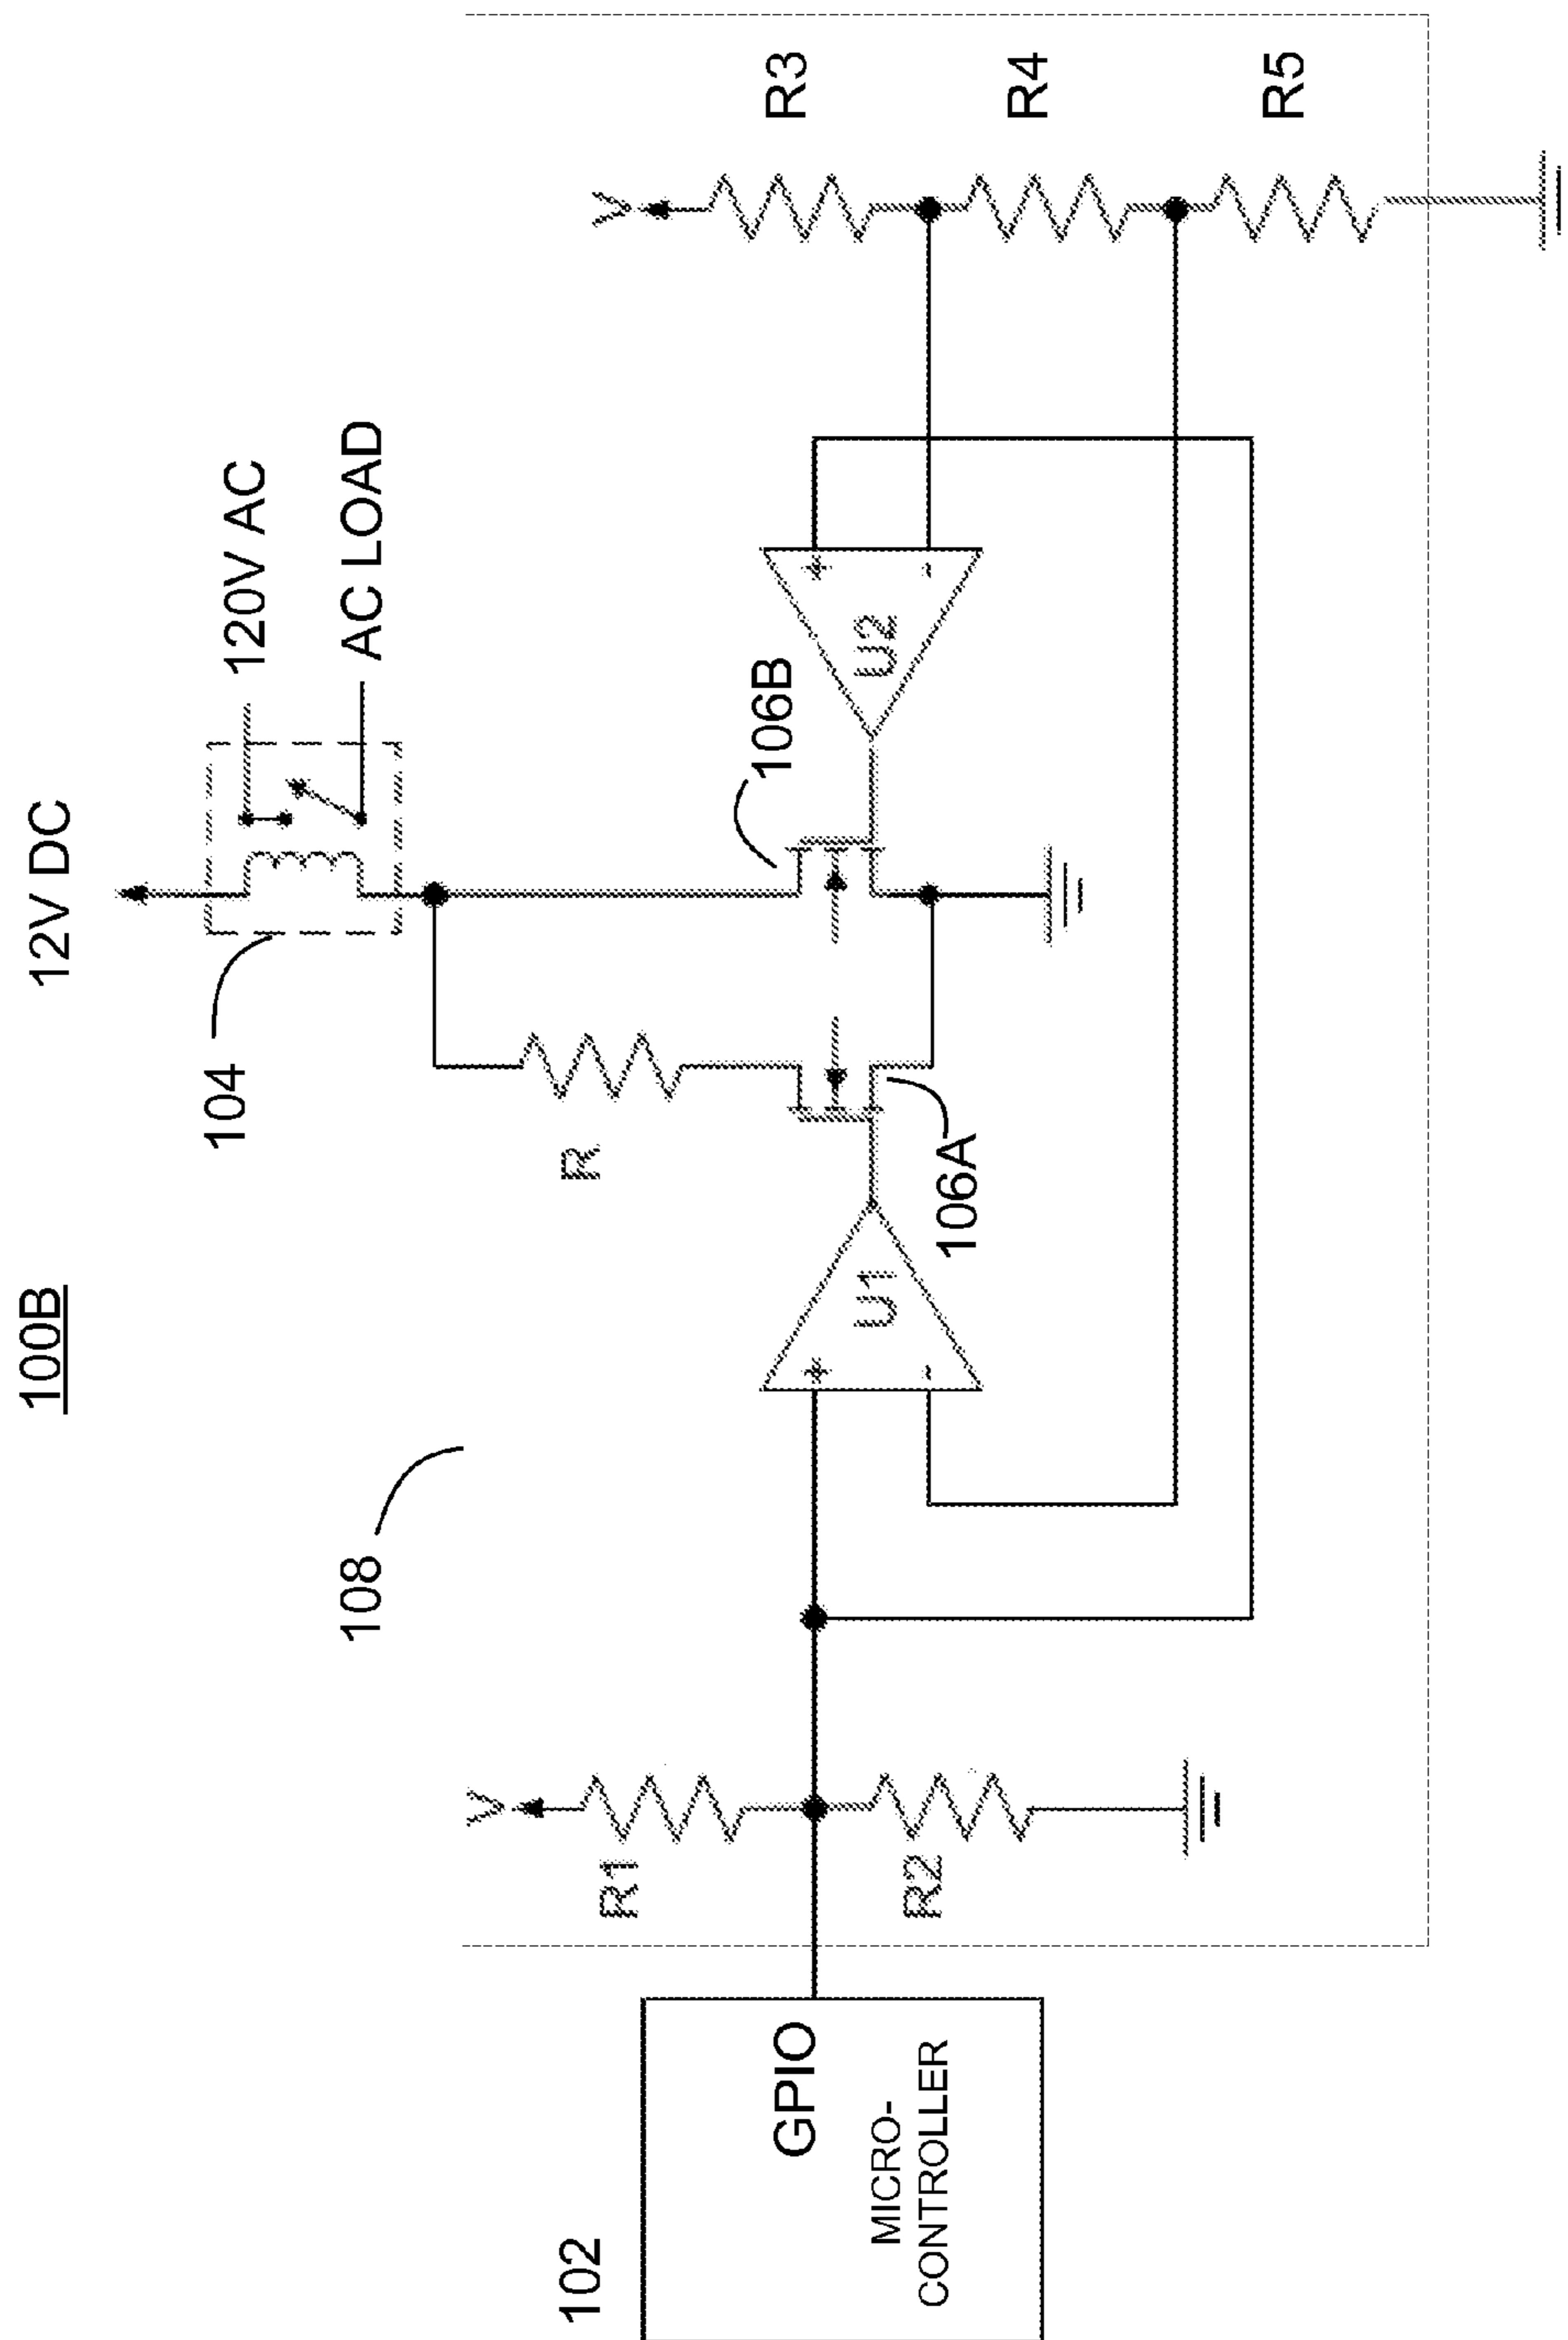 100B
12V DC
104
120V AC
AC LOAD
108
R
106B
V
R3
R4
R5
V
R1
R2
+
-
U1
106A
+
-
U2
102
GPIO
MICRO-
CONTROLLER